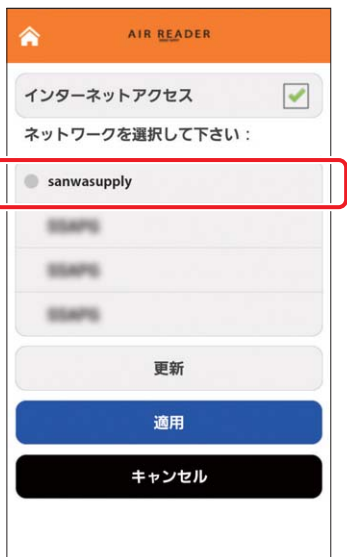 AIR READER
インターネットアクセス
ネットワークを選択して下さい：
sanwasupply
更新
適用
キャンセル